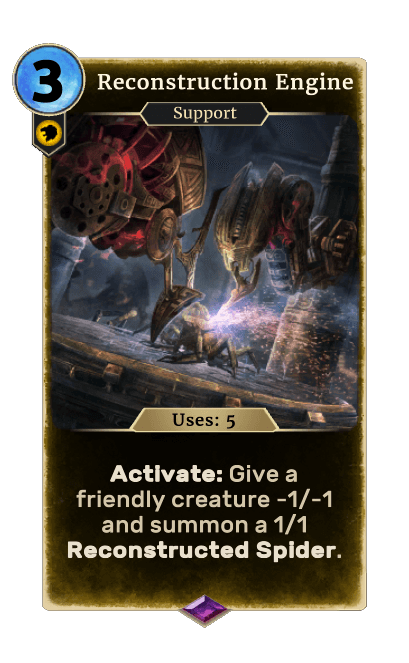 3
Reconstruction Engine
Support
Uses: 5
Activate: Give a
friendly creature -1/-1
and summon a 1/1
Reconstructed Spider.